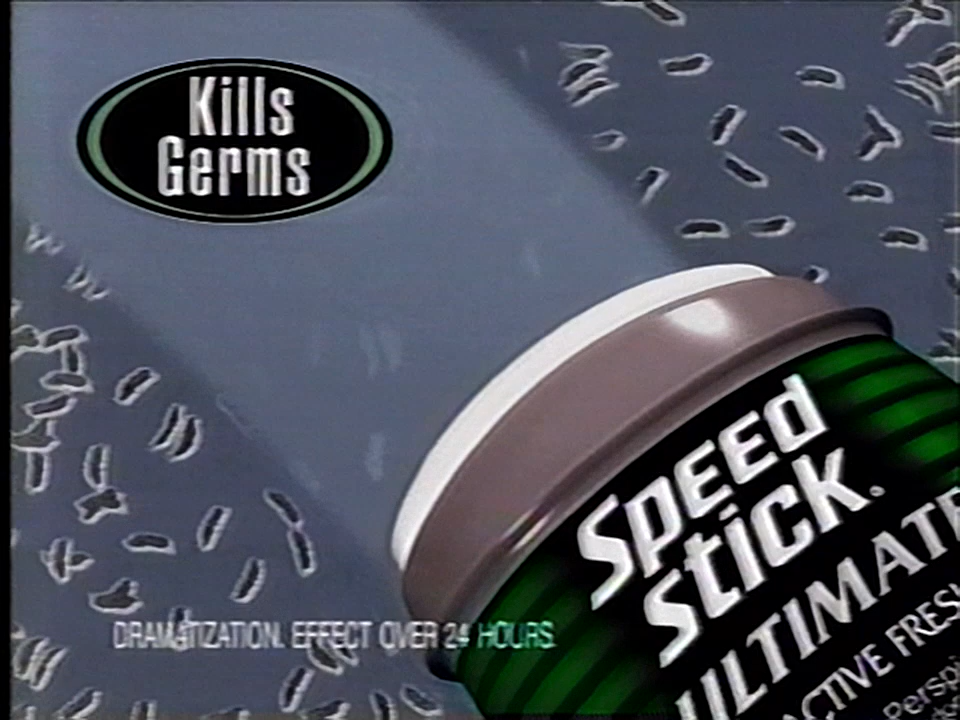 Kills
Germs
Speed
Stick.
ULTIMATE
ACTIVE FRESH
DRAMATIZATION. EFFECT OVER 24 HOURS.